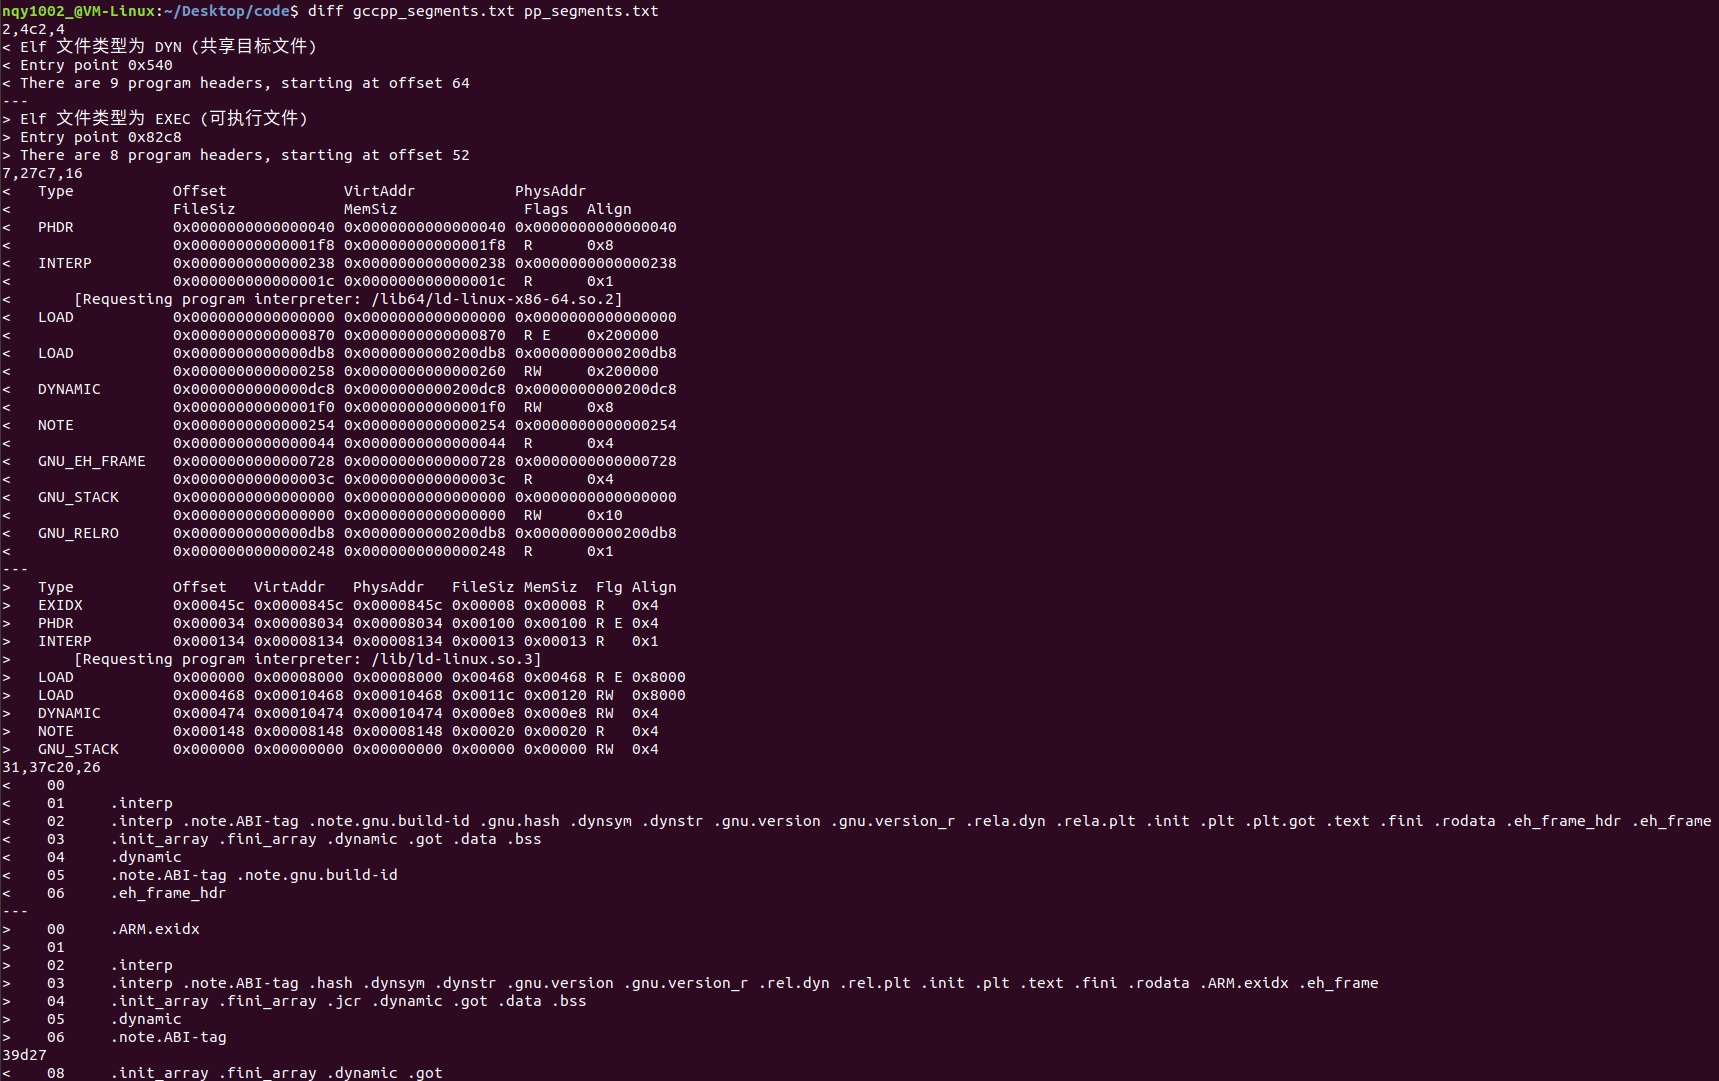 nqy1002_@VM-Linux:~/Desktop/code$ diff gccpp_segments.txt pp_segments.txt
2,4c2,4
< Elf 文件类型为 DYN (共享目标文件)
< Entry point 0x540
< There are 9 program headers, starting at offset 64
---
> Elf 文件类型为 EXEC (可执行文件)
> Entry point 0x82c8
> There are 8 program headers, starting at offset 52
7,27c7,16
<   Type           Offset             VirtAddr           PhysAddr
<                  FileSiz            MemSiz              Flags  Align
<   PHDR           0x0000000000000040 0x0000000000000040 0x0000000000000040
<                  0x00000000000001f8 0x00000000000001f8  R      0x8
<   INTERP         0x0000000000000238 0x0000000000000238 0x0000000000000238
<                  0x000000000000001c 0x000000000000001c  R      0x1
<       [Requesting program interpreter: /lib64/ld-linux-x86-64.so.2]
<   LOAD           0x0000000000000000 0x0000000000000000 0x0000000000000000
<                  0x0000000000000870 0x0000000000000870  R E    0x200000
<   LOAD           0x0000000000000db8 0x0000000000200db8 0x0000000000200db8
<                  0x0000000000000258 0x0000000000000260  RW     0x200000
<   DYNAMIC        0x0000000000000dc8 0x0000000000200dc8 0x0000000000200dc8
<                  0x00000000000001f0 0x00000000000001f0  RW     0x8
<   NOTE           0x0000000000000254 0x0000000000000254 0x0000000000000254
<                  0x0000000000000044 0x0000000000000044  R      0x4
<   GNU_EH_FRAME   0x0000000000000728 0x0000000000000728 0x0000000000000728
<                  0x000000000000003c 0x000000000000003c  R      0x4
<   GNU_STACK      0x0000000000000000 0x0000000000000000 0x0000000000000000
<                  0x0000000000000000 0x0000000000000000  RW     0x10
<   GNU_RELRO      0x0000000000000db8 0x0000000000200db8 0x0000000000200db8
<                  0x0000000000000248 0x0000000000000248  R      0x1
---
>   Type           Offset   VirtAddr   PhysAddr   FileSiz MemSiz  Flg Align
>   EXIDX          0x00045c 0x0000845c 0x0000845c 0x00008 0x00008 R   0x4
>   PHDR           0x000034 0x00008034 0x00008034 0x00100 0x00100 R E 0x4
>   INTERP         0x000134 0x00008134 0x00008134 0x00013 0x00013 R   0x1
>       [Requesting program interpreter: /lib/ld-linux.so.3]
>   LOAD           0x000000 0x00008000 0x00008000 0x00468 0x00468 R E 0x8000
>   LOAD           0x000468 0x00010468 0x00010468 0x0011c 0x00120 RW  0x8000
>   DYNAMIC        0x000474 0x00010474 0x00010474 0x000e8 0x000e8 RW  0x4
>   NOTE           0x000148 0x00008148 0x00008148 0x00020 0x00020 R   0x4
>   GNU_STACK      0x000000 0x00000000 0x00000000 0x00000 0x00000 RW  0x4
31,37c20,26
<    00
<    01     .interp
<    02     .interp .note.ABI-tag .note.gnu.build-id .gnu.hash .dynsym .dynstr .gnu.version .gnu.version_r .rela.dyn .rela.plt .init .plt .plt.got .text .fini .rodata .eh_frame_hdr .eh_frame
<    03     .init_array .fini_array .dynamic .got .data .bss
<    04     .dynamic
<    05     .note.ABI-tag .note.gnu.build-id
<    06     .eh_frame_hdr
---
>    00     .ARM.exidx
>    01
>    02     .interp
>    03     .interp .note.ABI-tag .hash .dynsym .dynstr .gnu.version .gnu.version_r .rel.dyn .rel.plt .init .plt .text .fini .rodata .ARM.exidx .eh_frame
>    04     .init_array .fini_array .jcr .dynamic .got .data .bss
>    05     .dynamic
>    06     .note.ABI-tag
39d27
<    08     .init_array .fini_array .dynamic .got